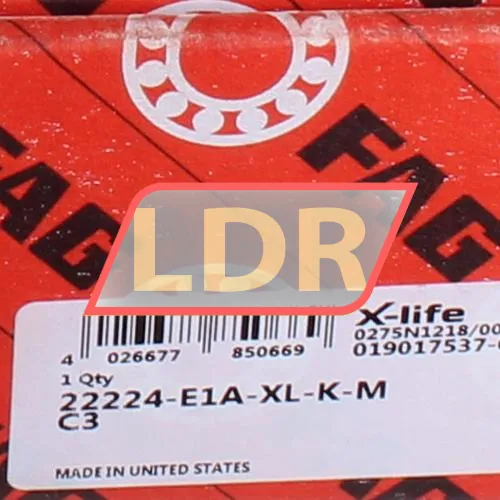 FAG
FAG
LDR
X-life
0275N1218/00
019017537-
4 026677 850669
1 Qty
22224-E1A-XL-K-M
C3
MADE IN UNITED STATES